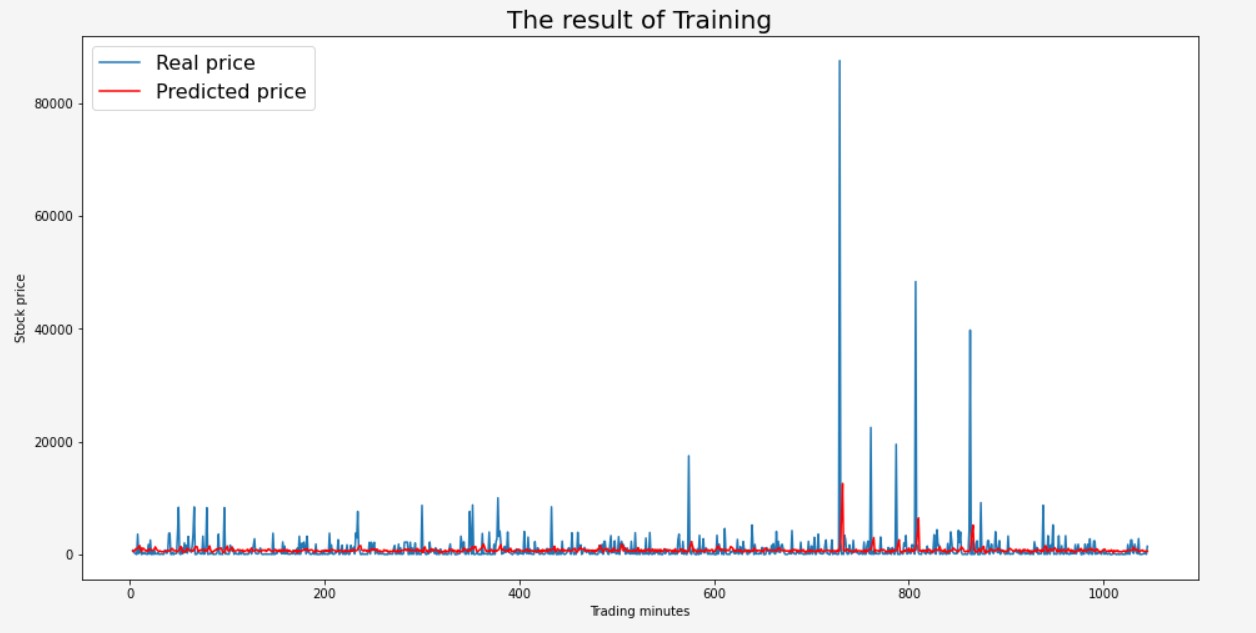 The result of Training
Real price
Predicted price
80000
60000
40000
20000
0
Stock price
0 200 400 600 800 1000
Trading minutes